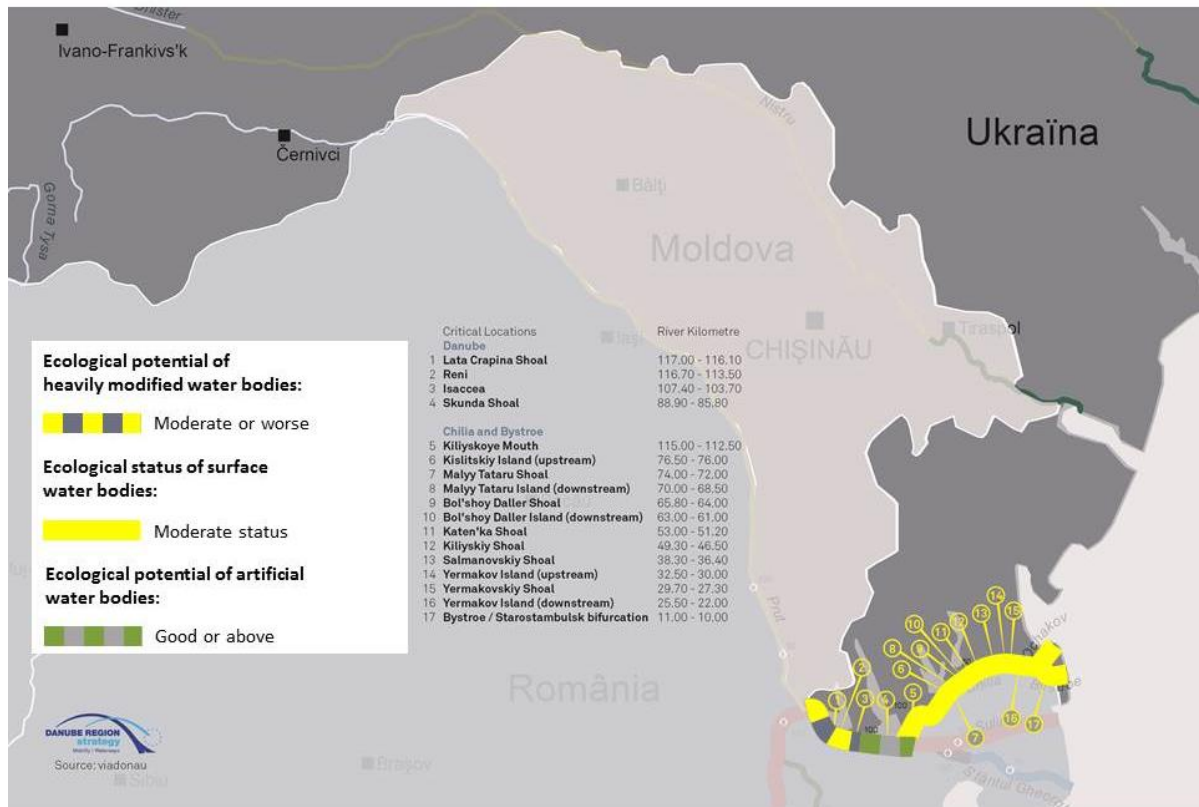 Dnister
Ivano-Frankivs'k
Ukraïna
Nistru
Černivci
Bălţi
Gorna Tysa
Moldova
Critical Locations River Kilometre
Iaşi
CHIŞINĂU
Tiraspol
Danube
1 Lata Crapina Shoal 117.00 - 116.10
2 Reni 116.70 - 113.50
3 Isaccea 107.40 - 103.70
4 Skunda Shoal 88.90 - 85.80
Chilia and Bystroe
5 Kiliyskoye Mouth 115.00 - 112.50
6 Kislitskiy Island (upstream) 76.50 - 76.00
7 Malyy Tataru Shoal 74.00 - 72.00
8 Malyy Tataru Island (downstream) 70.00 - 68.50
9 Bol'shoy Daller Shoal 65.80 - 64.00
10 Bol'shoy Daller Island (downstream) 63.00 - 61.00
11 Katen'ka Shoal 53.00 - 51.20
12 Kiliyskiy Shoal 49.30 - 46.50
13 Salmanovskiy Shoal 38.30 - 36.40
14 Yermakov Island (upstream) 32.50 - 30.00
15 Yermakovskiy Shoal 29.70 - 27.30
16 Yermakov Island (downstream) 25.50 - 22.00
17 Bystroe / Starostambulsk bifurcation 11.00 - 10.00
Ecological potential of
heavily modified water bodies:
Moderate or worse
Ecological status of surface
water bodies:
Moderate status
Ecological potential of artificial
water bodies:
Good or above
Prut
România
14
13
15
12
10
11
9
8
6
2
5
1
3
4
7
16
17
100
100
Bystroe
DANUBE REGION
strategy
Source: viadonau
Sibiu
Braşov